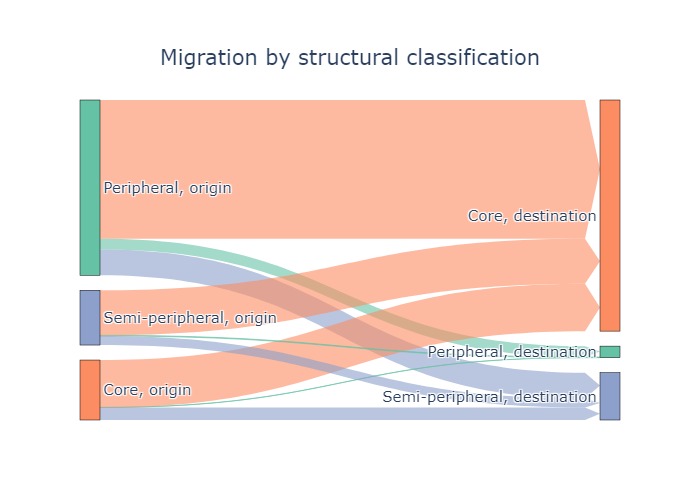 Migration by structural classification
Peripheral, origin
Core, destination
Semi-peripheral, origin
Peripheral, destination
Core, origin
Semi-peripheral, destination